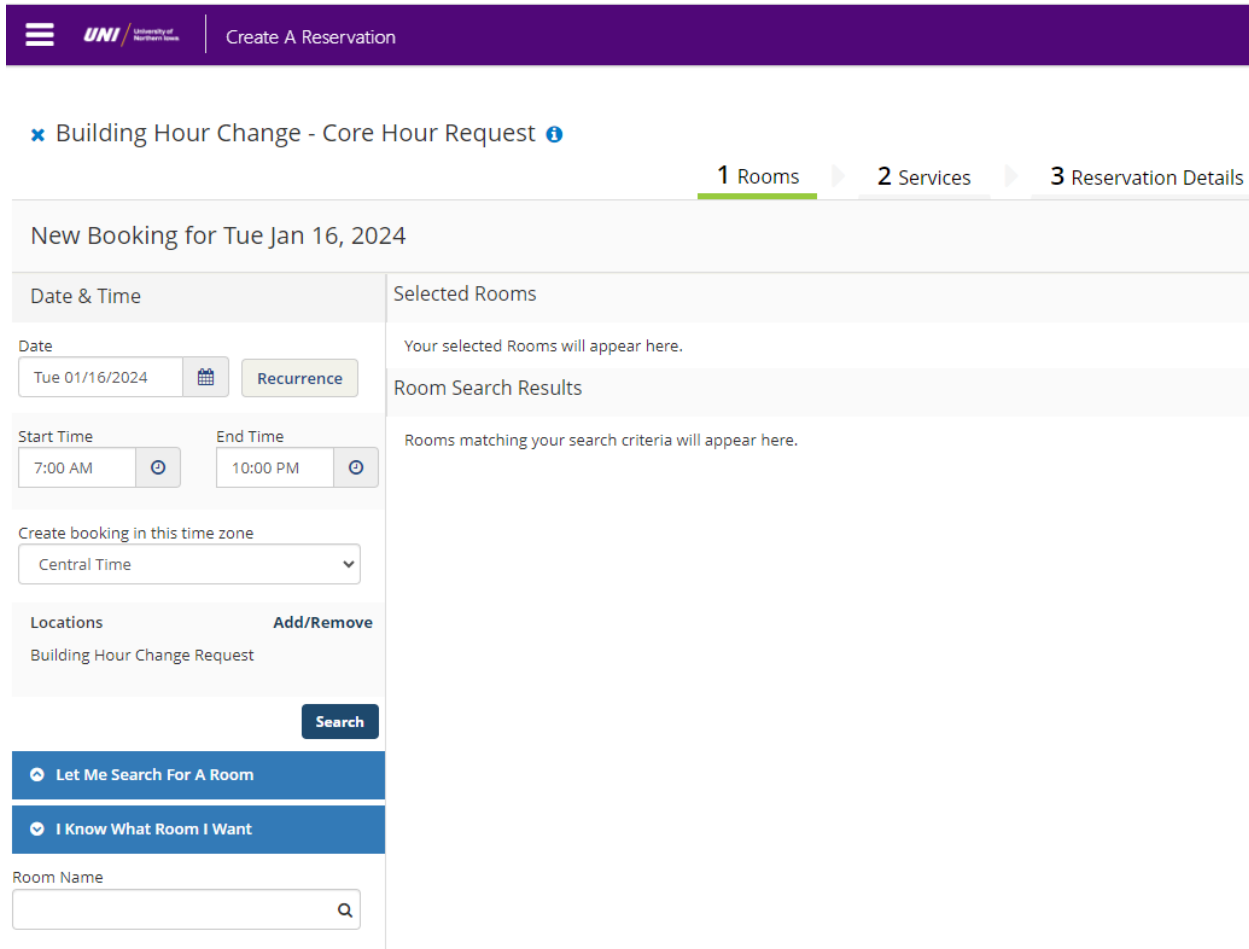 UNI University of Northern Iowa Create A Reservation
Building Hour Change - Core Hour Request
1 Rooms 2 Services 3 Reservation Details
New Booking for Tue Jan 16, 2024
Date & Time
Date
Tue 01/16/2024 Recurrence
Start Time End Time
7:00 AM 10:00 PM
Create booking in this time zone
Central Time
Locations Add/Remove
Building Hour Change Request
Search
Let Me Search For A Room
I Know What Room I Want
Room Name
Selected Rooms
Your selected Rooms will appear here.
Room Search Results
Rooms matching your search criteria will appear here.